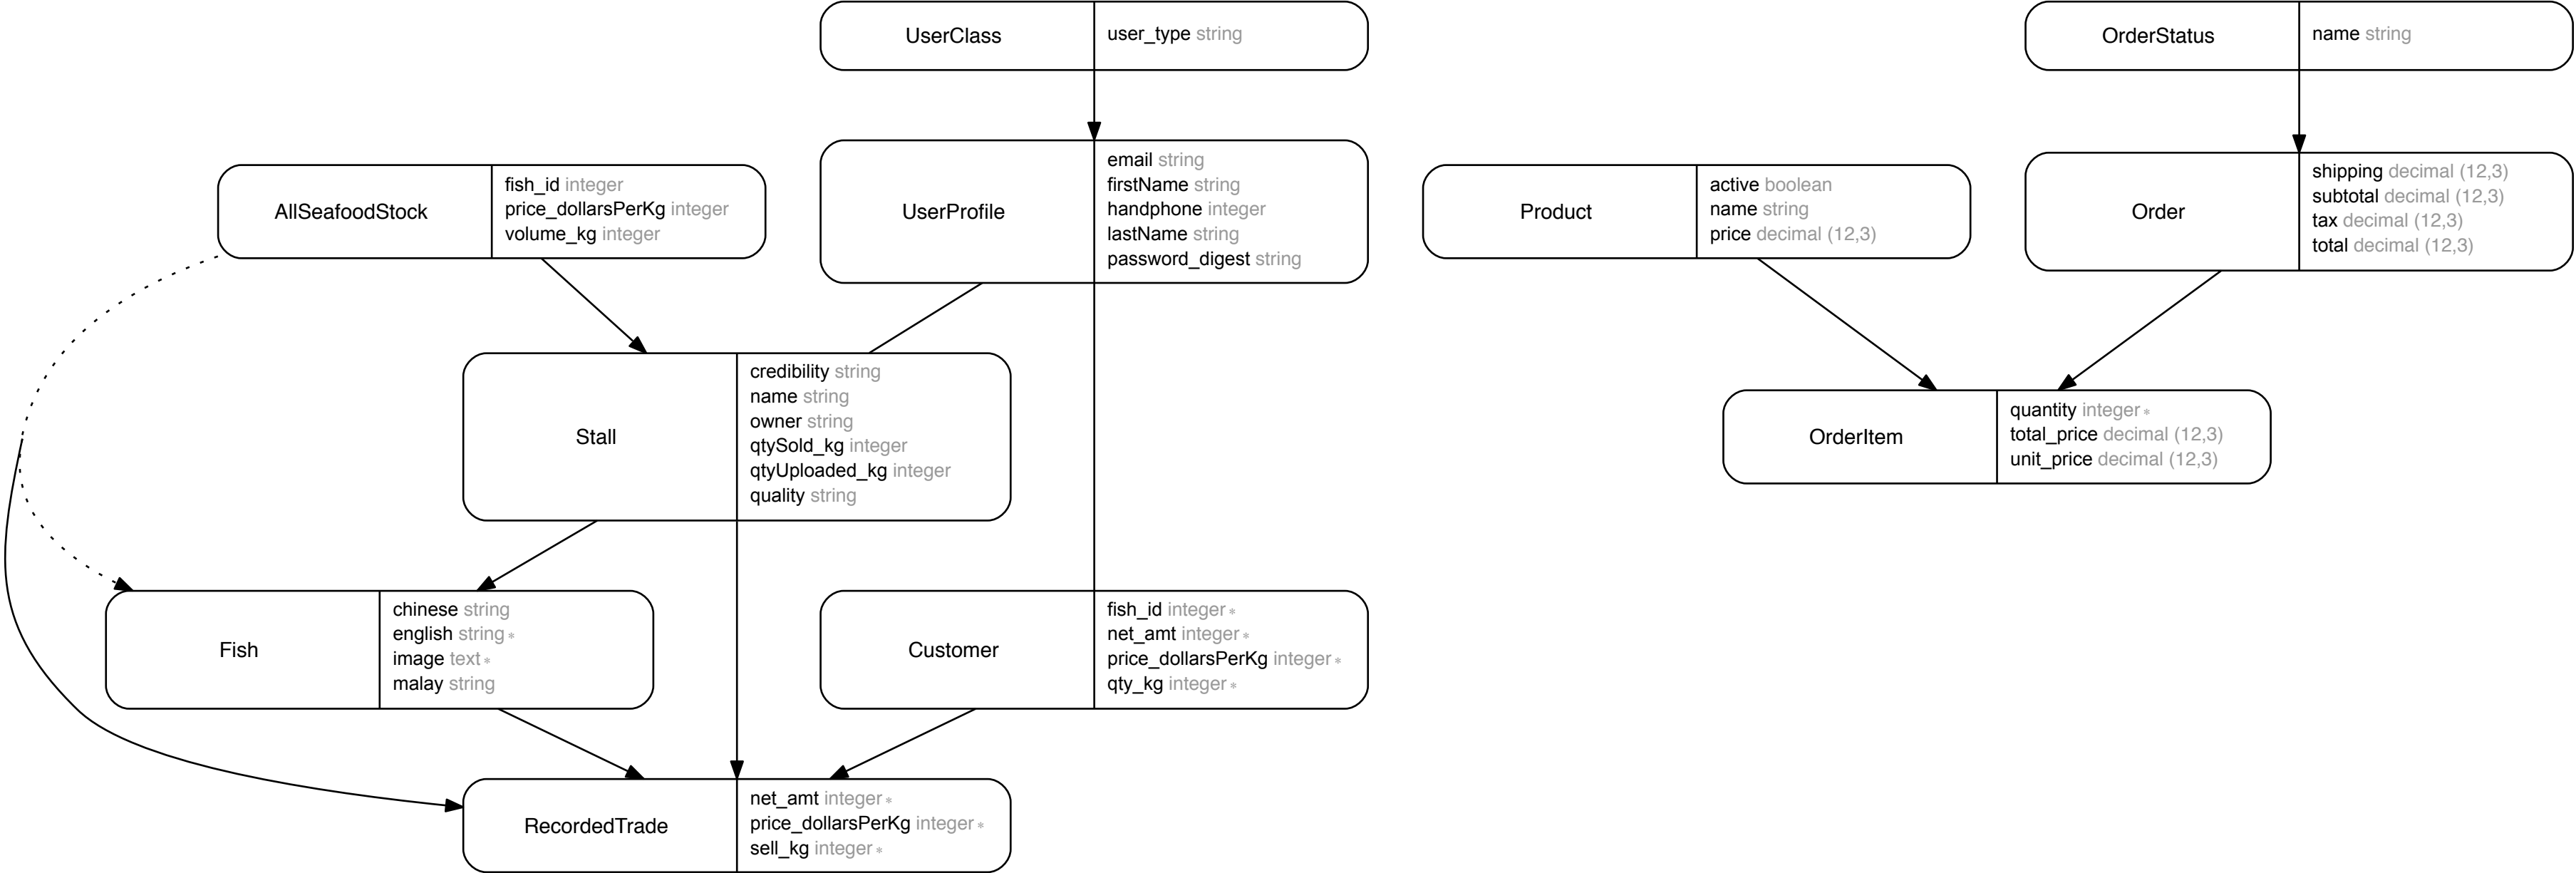 UserClass
user_type string
OrderStatus
name string
AllSeafoodStock
fish_id integer
price_dollarsPerKg integer
volume_kg integer
UserProfile
email string
firstName string
handphone integer
lastName string
password_digest string
Product
active boolean
name string
price decimal (12,3)
Order
shipping decimal (12,3)
subtotal decimal (12,3)
tax decimal (12,3)
total decimal (12,3)
Stall
credibility string
name string
owner string
qtySold_kg integer
qtyUploaded_kg integer
quality string
OrderItem
quantity integer *
total_price decimal (12,3)
unit_price decimal (12,3)
Fish
chinese string
english string *
image text *
malay string
Customer
fish_id integer *
net_amt integer *
price_dollarsPerKg integer *
qty_kg integer *
RecordedTrade
net_amt integer *
price_dollarsPerKg integer *
sell_kg integer *